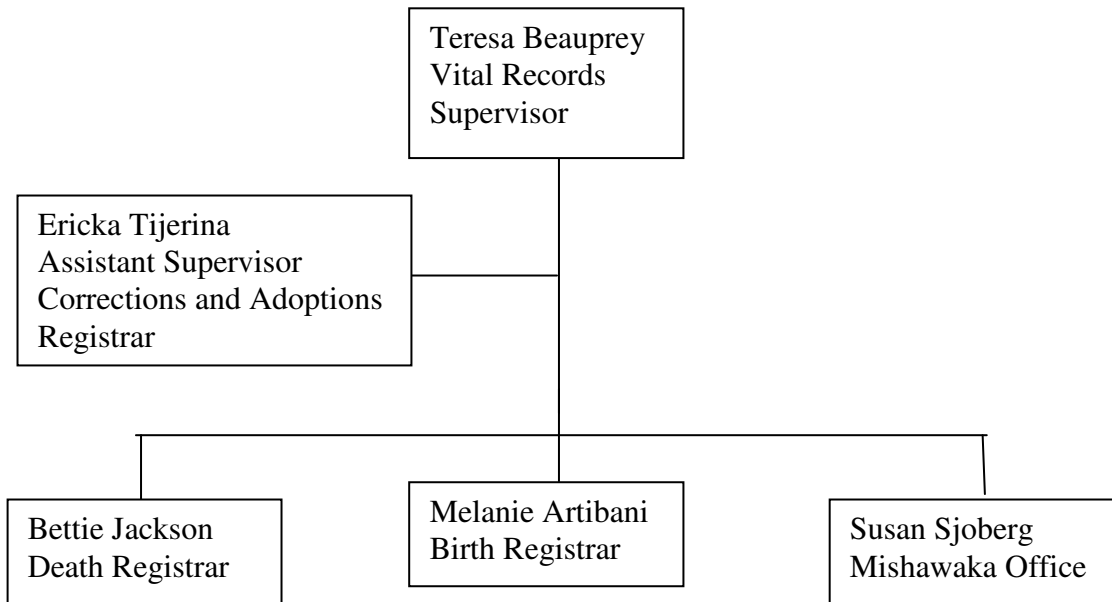 Teresa Beauprey
Vital Records
Supervisor
Ericka Tijerina
Assistant Supervisor
Corrections and Adoptions
Registrar
Bettie Jackson
Death Registrar
Melanie Artibani
Birth Registrar
Susan Sjoberg
Mishawaka Office